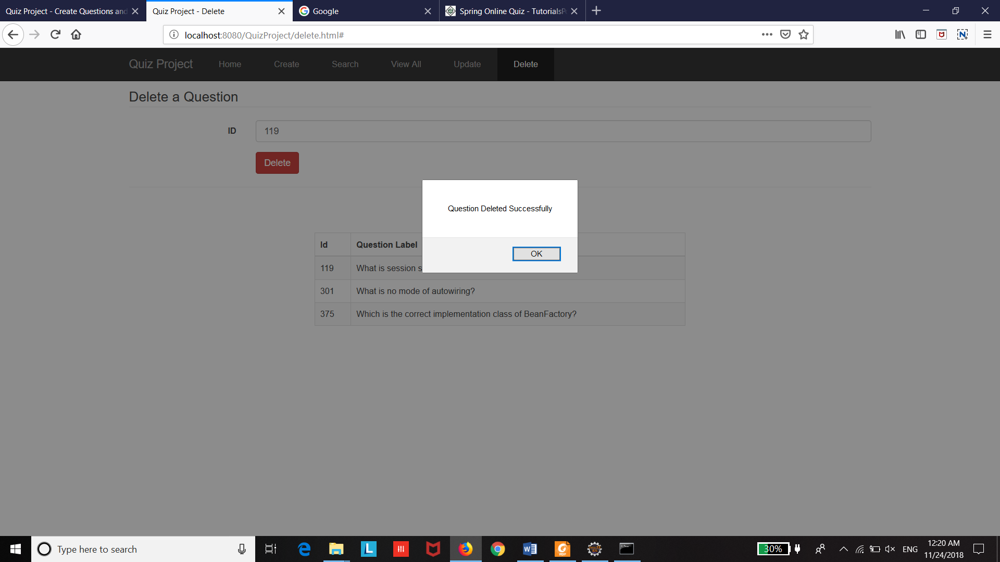 Quiz Project - Create Questions and
Quiz Project - Delete
Google
Spring Online Quiz - TutorialsP
localhost:8080/QuizProject/delete.html#
Quiz Project
Home
Create
Search
View All
Update
Delete
Delete a Question
ID
119
Delete
Question Deleted Successfully
OK
Id
Question Label
119
What is session s
301
What is no mode of autowiring?
375
Which is the correct implementation class of BeanFactory?
Type here to search
30%
ENG
12:20 AM
11/24/2018